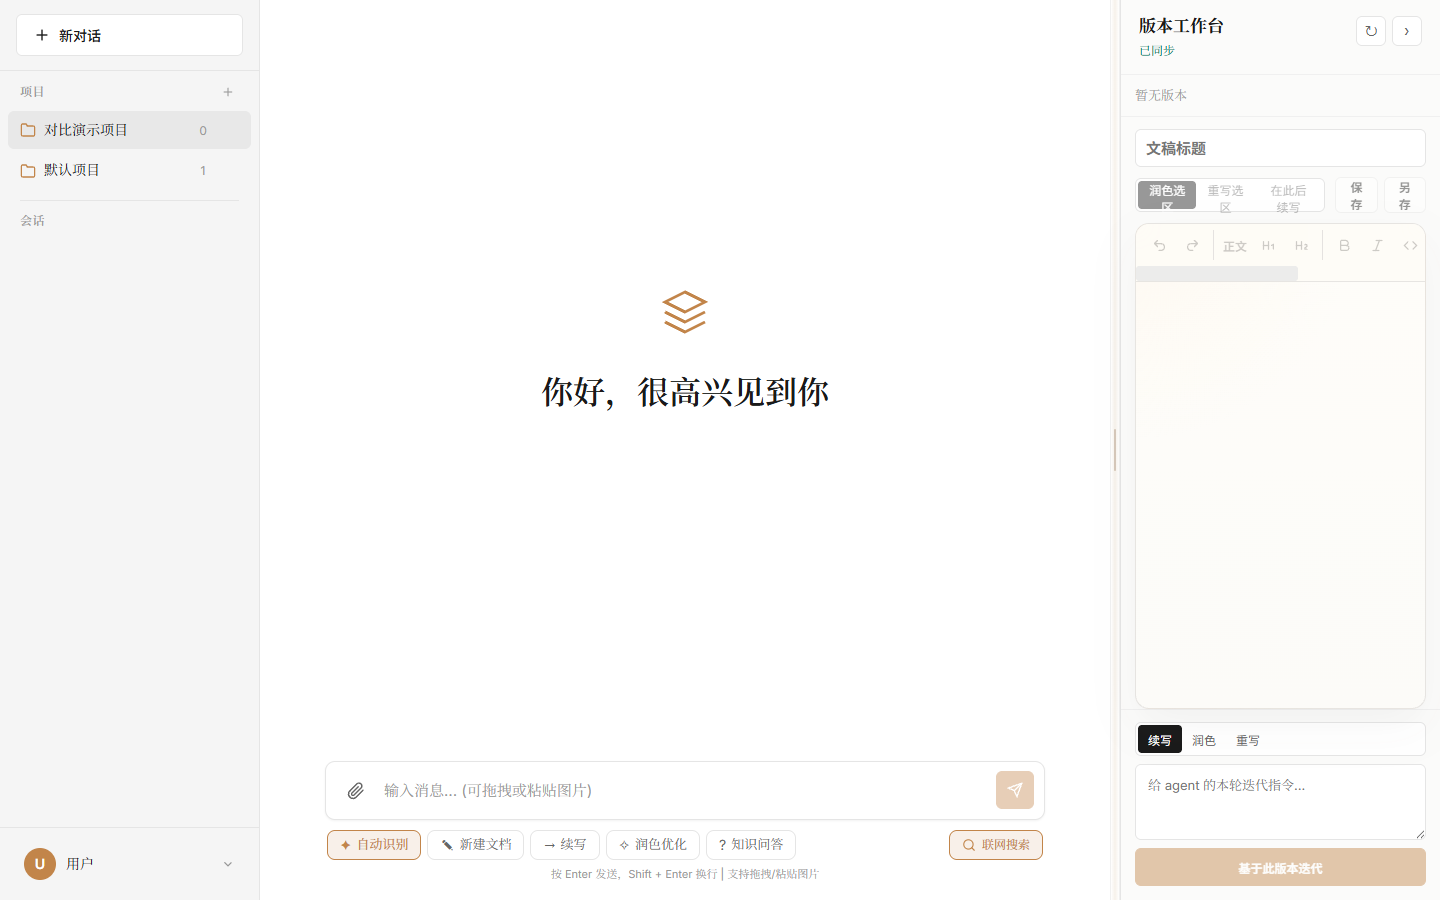 新对话
项目
对比演示项目 0
默认项目 1
会话
U 用户
你好，很高兴见到你
输入消息... (可拖拽或粘贴图片)
自动识别 新建文档 → 续写 润色优化 ? 知识问答 联网搜索
按 Enter 发送，Shift + Enter 换行 | 支持拖拽/粘贴图片
版本工作台
已同步
暂无版本
文稿标题
润色选区 重写选区 在此后续写 保存 另存
正文 H1 H2 B I <>
续写 润色 重写
给 agent 的本轮迭代指令...
基于此版本迭代